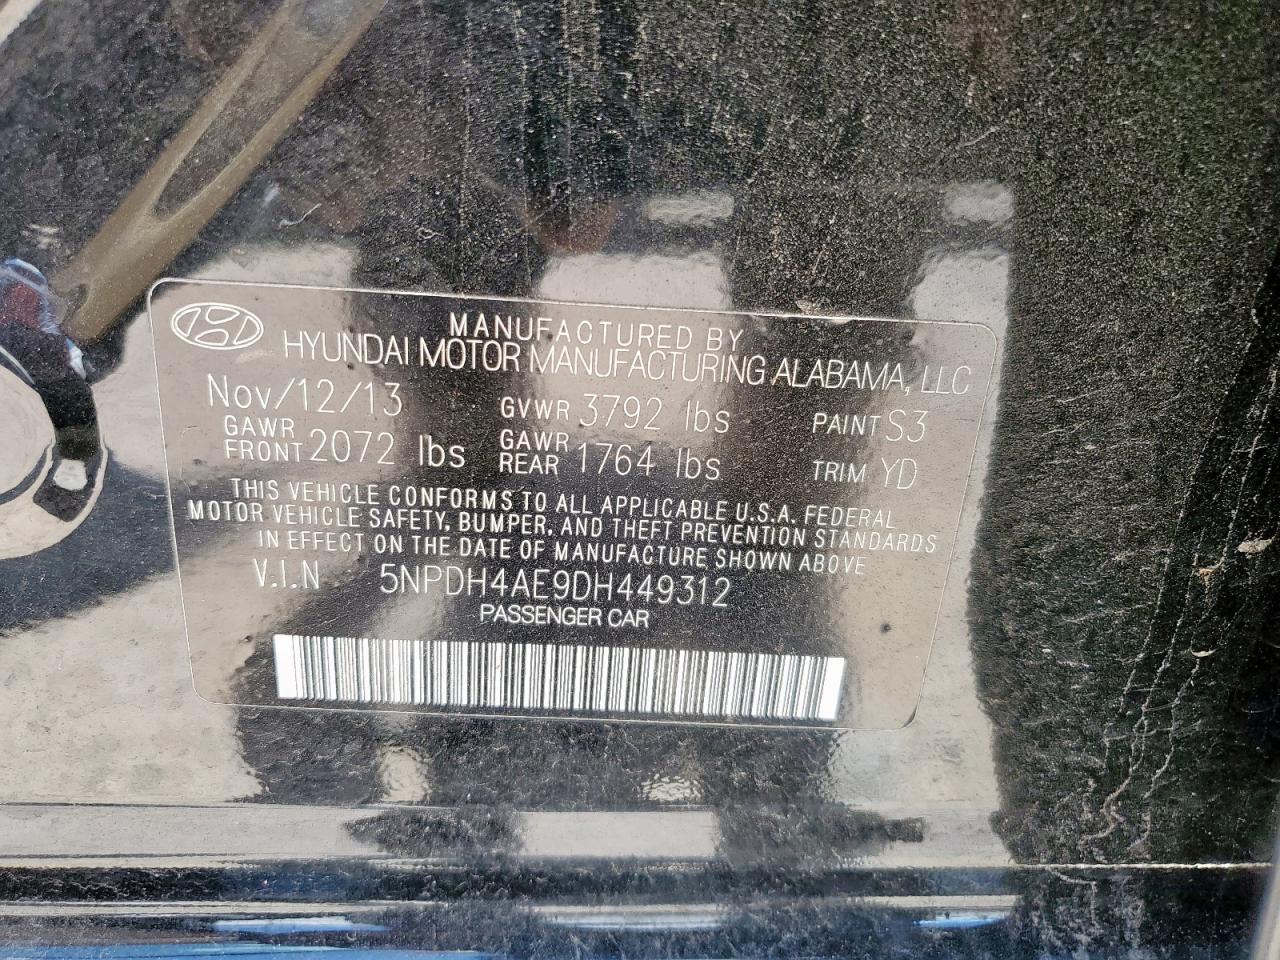 MANUFACTURED BY
HYUNDAI MOTOR MANUFACTURING ALABAMA, LLC
Nov/12/13 GVWR 3792 lbs PAINT S3
GAWR FRONT 2072 lbs GAWR REAR 1764 lbs TRIM YD
THIS VEHICLE CONFORMS TO ALL APPLICABLE U.S.A. FEDERAL
MOTOR VEHICLE SAFETY, BUMPER, AND THEFT PREVENTION STANDARDS
IN EFFECT ON THE DATE OF MANUFACTURE SHOWN ABOVE
V.I.N 5NPDH4AE9DH449312
PASSENGER CAR